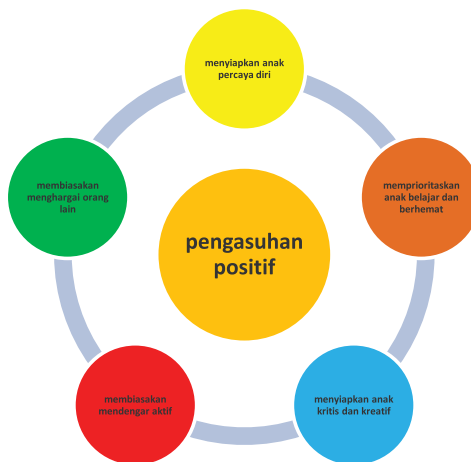 menyiapkan anak
percaya diri
membiasakan
menghargai orang
lain
memprioritaskan
anak belajar dan
berhemat
pengasuhan
positif
membiasakan
mendengar aktif
menyiapkan anak
kritis dan kreatif